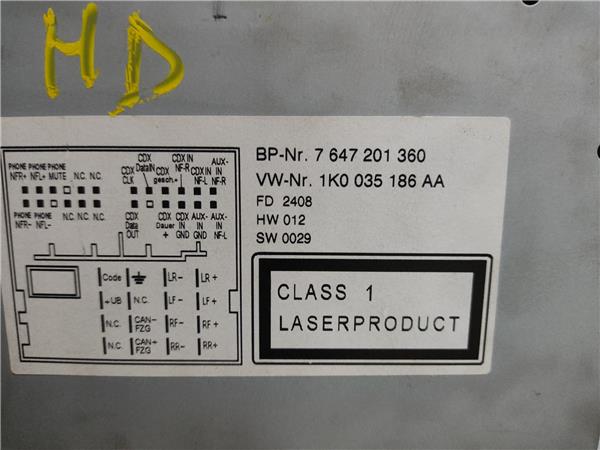 HD
PHONE PHONE PHONE
NFR+ NFL+ MUTE N.C. N.C.
CDX CLK
CDX DataIN
CDX gesch.+
CDX IN NF-R
CDX IN NF-L
AUX-IN NF-R
PHONE PHONE
NFR- NFL- N.C. N.C. N.C.
CDX Data OUT
CDX Dauer +
CDX IN GND
AUX-IN GND
AUX-IN NF-L
Code LR- LR+
+UB N.C. LF- LF+
N.C. CAN-FZG RF- RF+
N.C. CAN+ FZG RR- RR+
BP-Nr. 7 647 201 360
VW-Nr. 1K0 035 186 AA
FD 2408
HW 012
SW 0029
CLASS 1
LASERPRODUCT